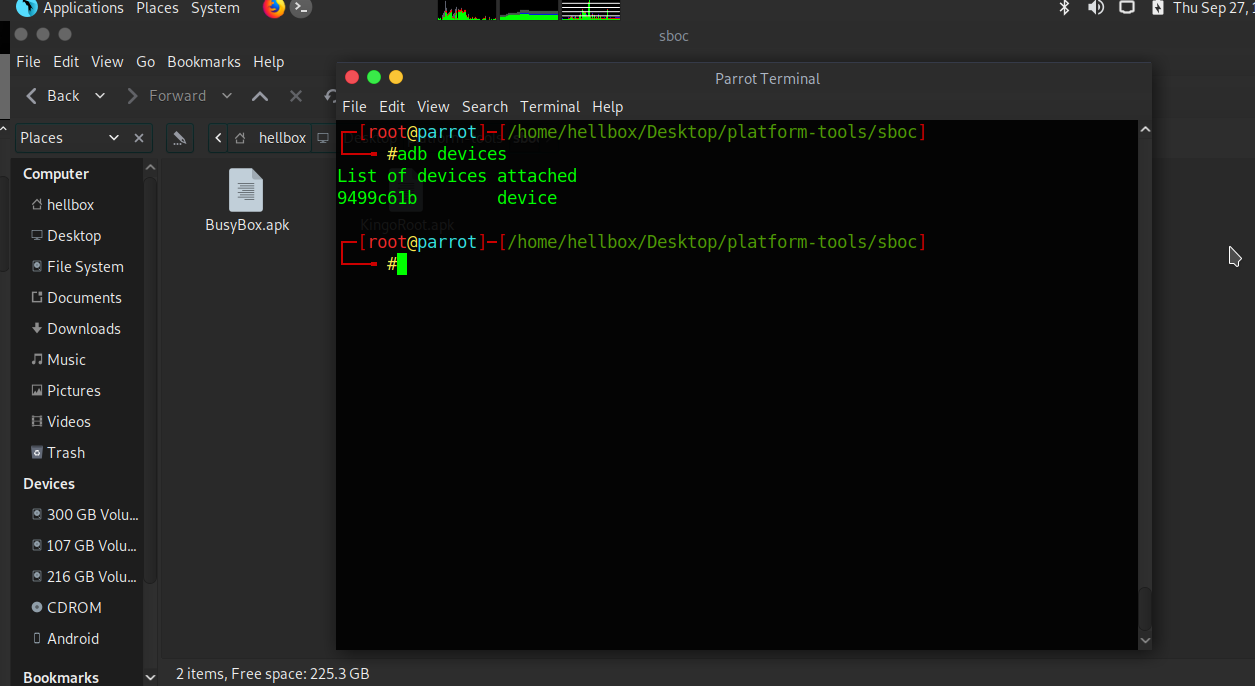 Applications Places System
Thu Sep 27,
sboc
File Edit View Go Bookmarks Help
Back Forward
Places
hellbox
Computer
hellbox
Desktop
File System
Documents
Downloads
Music
Pictures
Videos
Trash
Devices
300 GB Volu...
107 GB Volu...
216 GB Volu...
CDROM
Android
Bookmarks
BusyBox.apk
KingoRoot.apk
2 items, Free space: 225.3 GB
Parrot Terminal
File Edit View Search Terminal Help
[root@parrot]-[/home/hellbox/Desktop/platform-tools/sboc]
#adb devices
List of devices attached
9499c61b device
[root@parrot]-[/home/hellbox/Desktop/platform-tools/sboc]
#